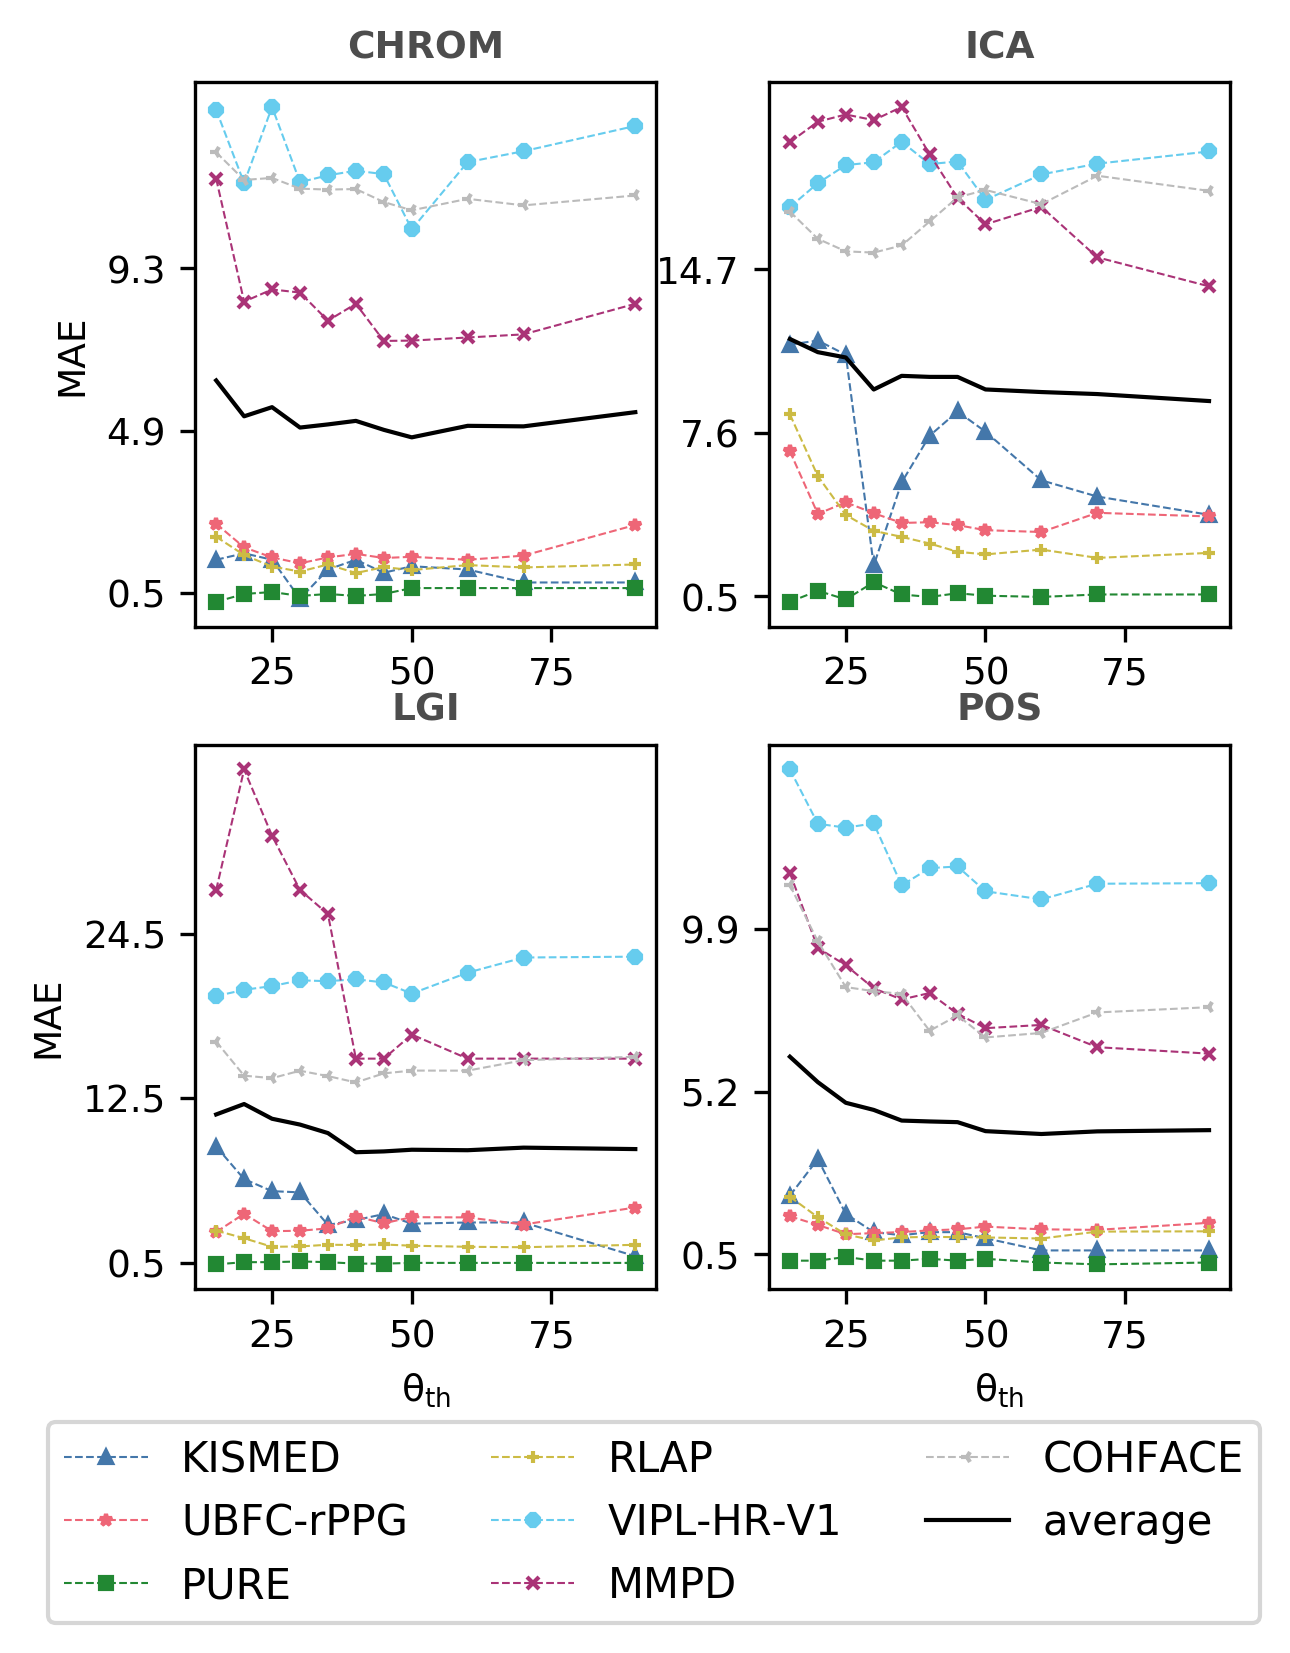 CHROM
ICA
MAE
9.3
4.9
0.5
25 50 75
14.7
7.6
0.5
25 50 75
LGI
POS
MAE
24.5
12.5
0.5
25 50 75
θth
9.9
5.2
0.5
25 50 75
θth
KISMED
UBFC-rPPG
PURE
RLAP
VIPL-HR-V1
MMPD
COHFACE
average